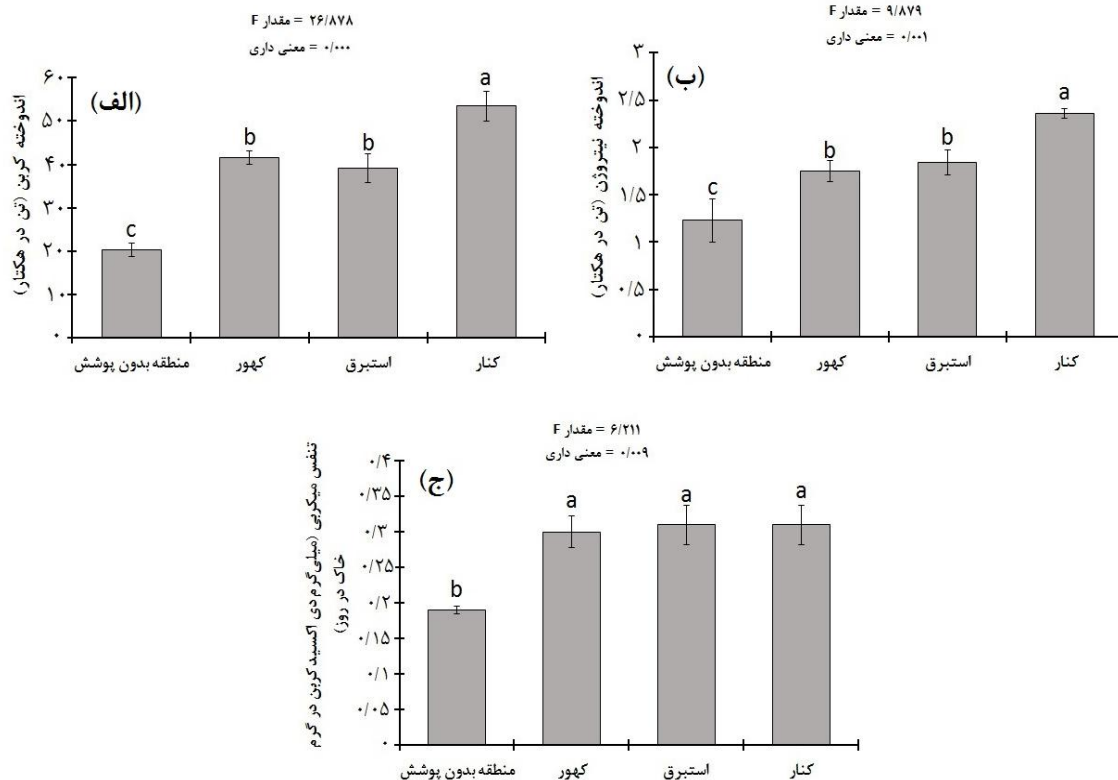 مقدار F = ۲۶/۸۷۸
معنی داری = ۰/۰۰۰
(الف)
اندوخته کربن (تن در هکتار)
۶۰
۵۰
۴۰
۳۰
۲۰
۱۰
۰
c
b
b
a
منطقه بدون پوشش
کهور
استبرق
کنار
مقدار F = ۹/۸۷۹
معنی داری = ۰/۰۰۱
(ب)
اندوخته نیتروژن (تن در هکتار)
۳
۲/۵
۲
۱/۵
۱
۰/۵
۰
c
b
b
a
منطقه بدون پوشش
کهور
استبرق
کنار
مقدار F = ۶/۲۱۱
معنی داری = ۰/۰۰۹
(ج)
تنفس میکربی (میلی‌گرم دی اکسید کربن در گرم
خاک در روز)
۰/۴
۰/۳۵
۰/۳
۰/۲۵
۰/۲
۰/۱۵
۰/۱
۰/۰۵
۰
b
a
a
a
منطقه بدون پوشش
کهور
استبرق
کنار